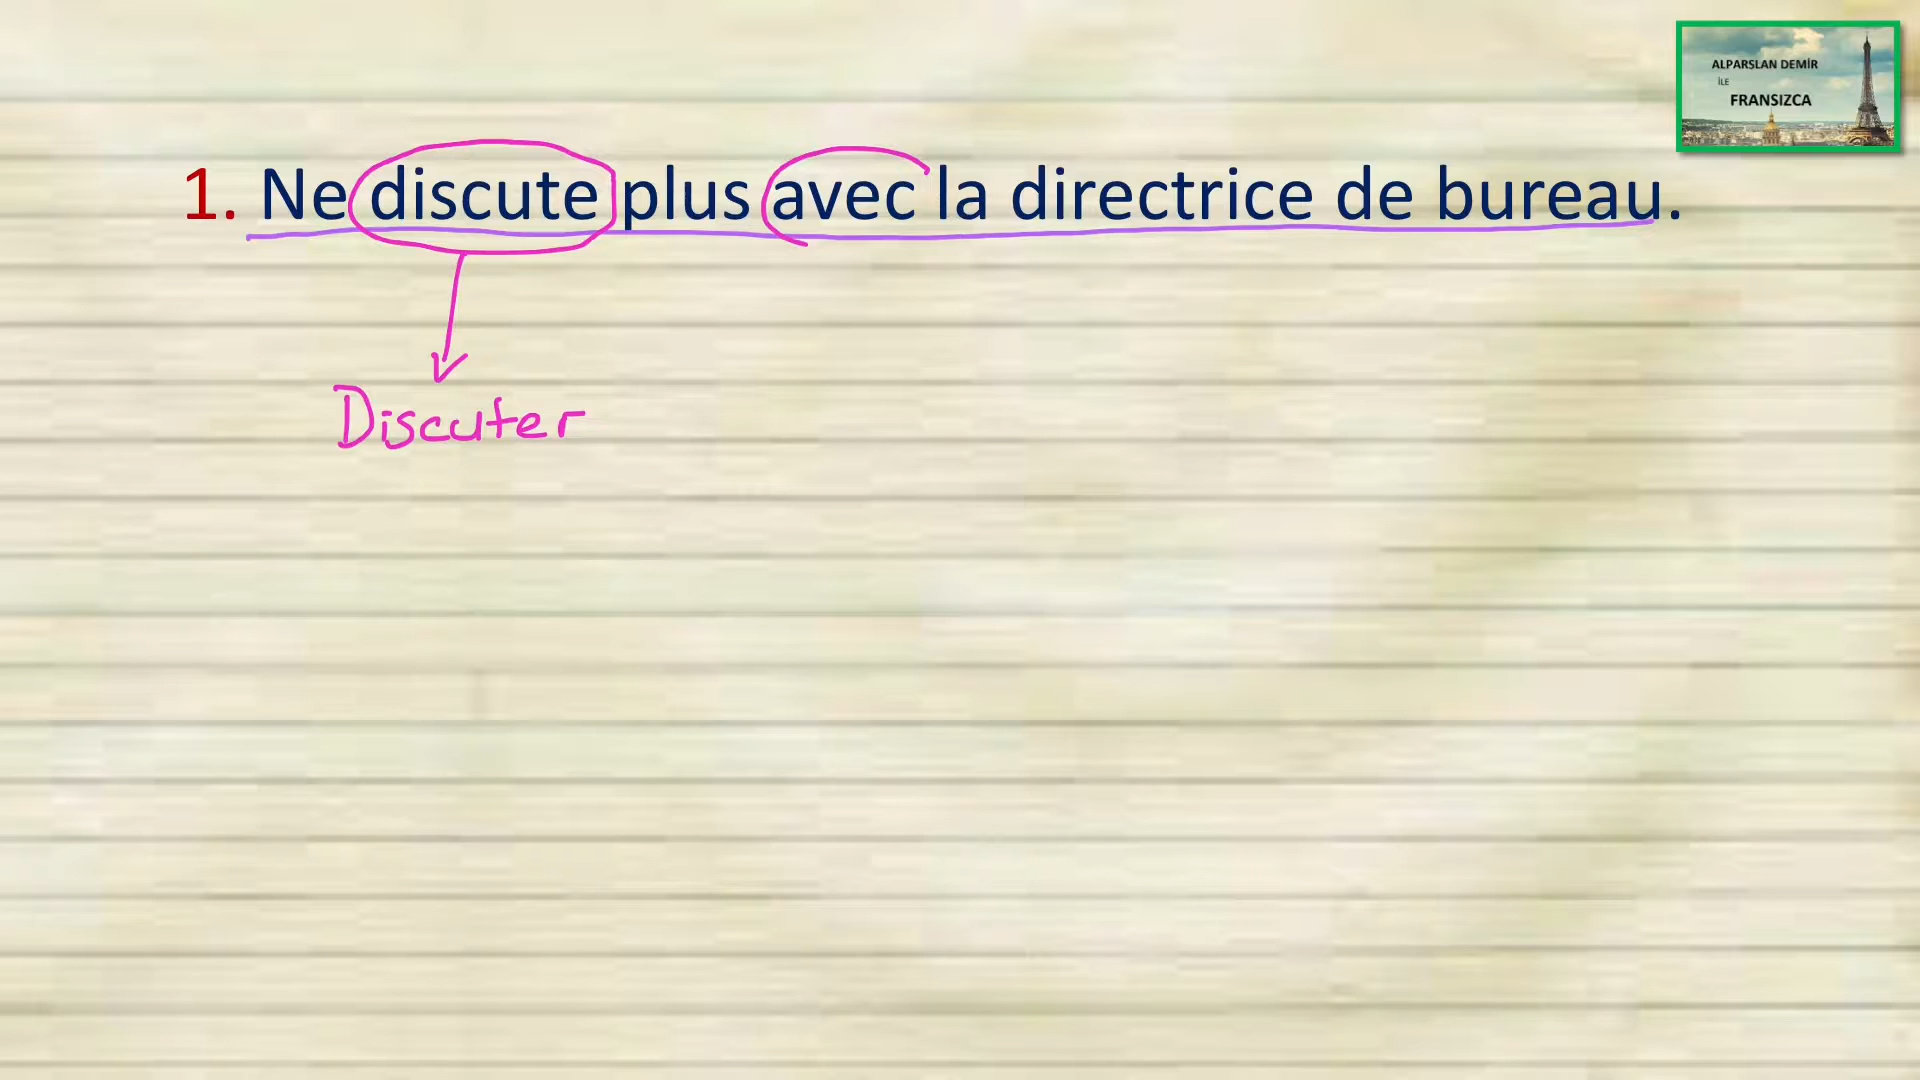 ALPARSLAN DEMİR
İLE
FRANSIZCA
1. Ne discute plus avec la directrice de bureau.
Discuter